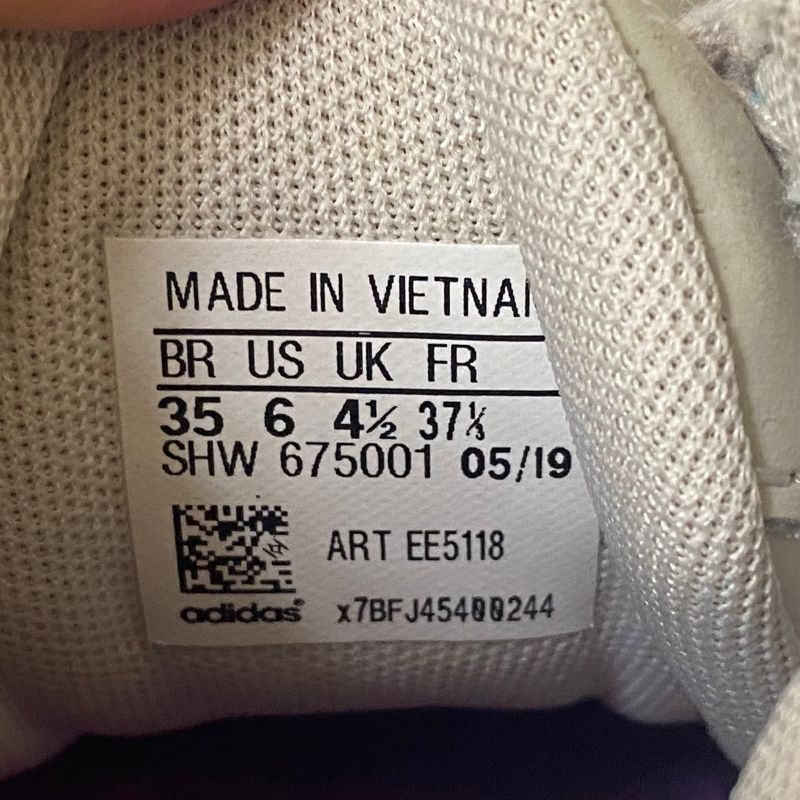 MADE IN VIETNA
BR US UK FR
35 6 4½ 37⅓
SHW 675001 05/19
ART EE5118
adidas
x7BFJ45400244